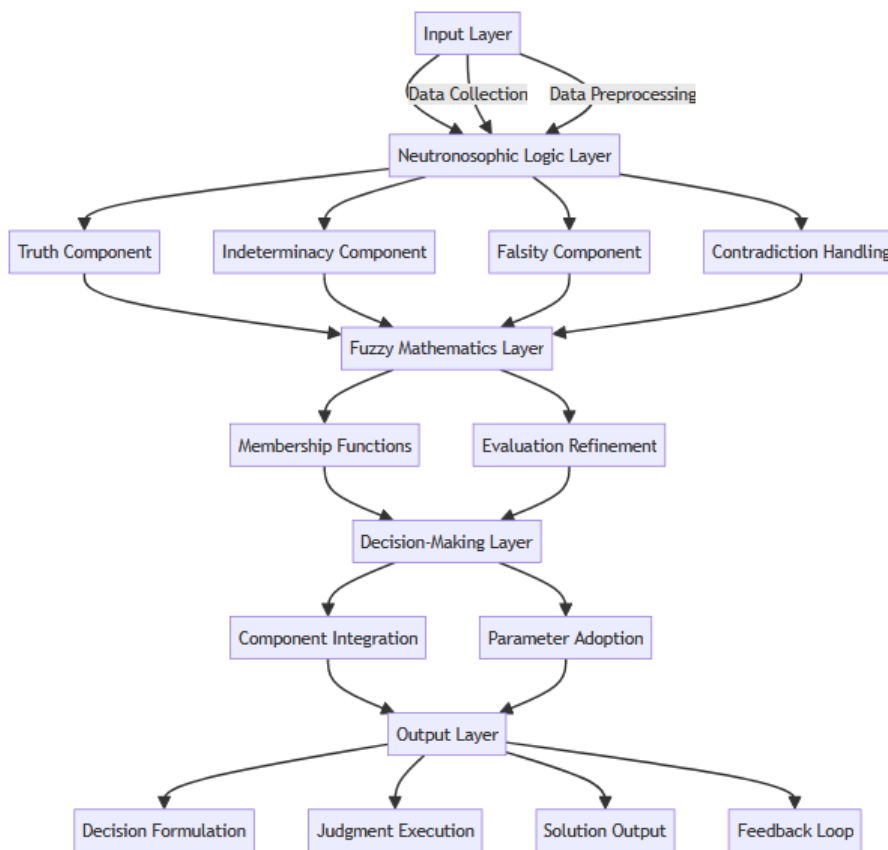 Input Layer
Data Collection
Data Preprocessing
Neutronosophic Logic Layer
Truth Component
Indeterminacy Component
Falsity Component
Contradiction Handling
Fuzzy Mathematics Layer
Membership Functions
Evaluation Refinement
Decision-Making Layer
Component Integration
Parameter Adoption
Output Layer
Decision Formulation
Judgment Execution
Solution Output
Feedback Loop